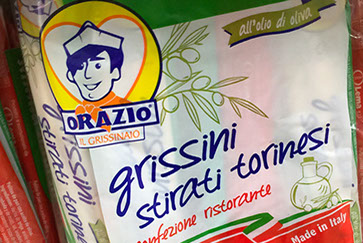 all'olio di oliva
ORAZIO®
IL GRISSINAIO
grissini
stirati torinesi
Confezione ristorante
Made in Italy